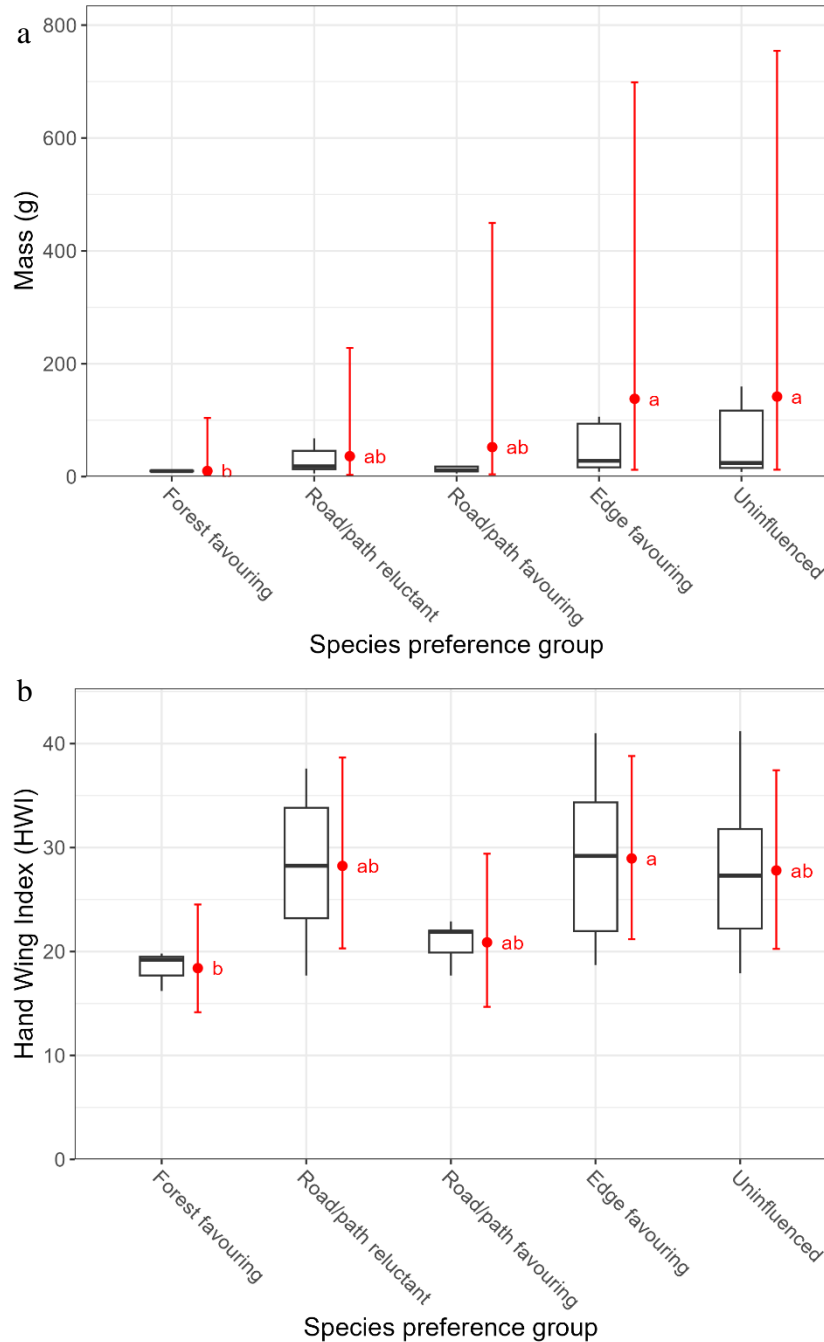 a
800
600
400
200
0
Mass (g)
b
ab
ab
a
a
Forest favouring
Road/path reluctant
Road/path favouring
Edge favouring
Uninfluenced
Species preference group
b
40
30
20
10
0
Hand Wing Index (HWI)
b
ab
ab
a
ab
Forest favouring
Road/path reluctant
Road/path favouring
Edge favouring
Uninfluenced
Species preference group